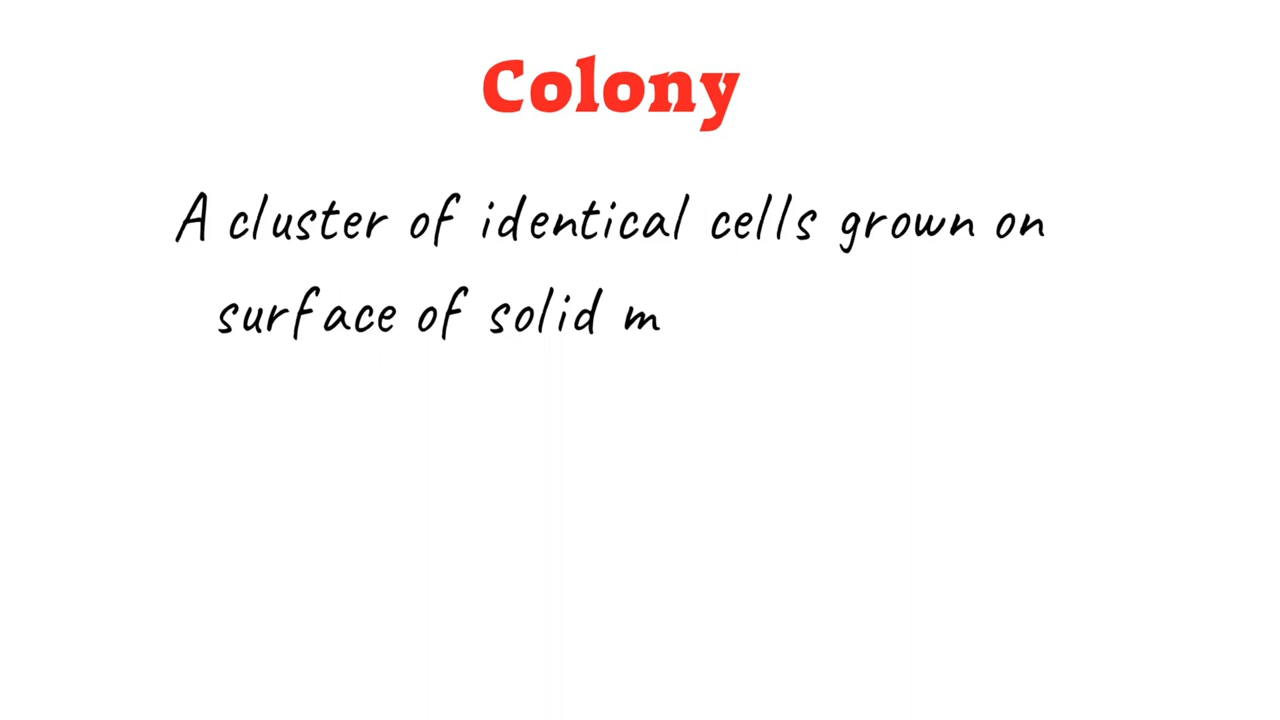 Colony
A cluster of identical cells grown on
surface of solid m